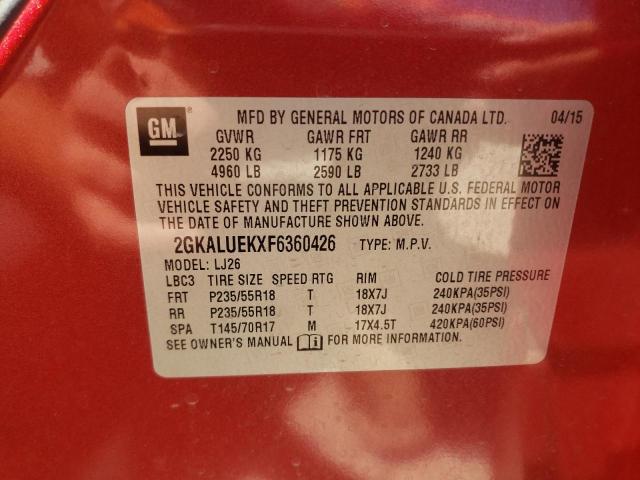 GM ®
MFD BY GENERAL MOTORS OF CANADA LTD. 04/15
GVWR GAWR FRT GAWR RR
2250 KG 1175 KG 1240 KG
4960 LB 2590 LB 2733 LB
THIS VEHICLE CONFORMS TO ALL APPLICABLE U.S. FEDERAL MOTOR
VEHICLE SAFETY AND THEFT PREVENTION STANDARDS IN EFFECT ON
THE DATE OF MANUFACTURE SHOWN ABOVE.
2GKALUEKXF6360426 TYPE: M.P.V.
MODEL: LJ26
LBC3 TIRE SIZE SPEED RTG RIM COLD TIRE PRESSURE
FRT P235/55R18 T 18X7J 240KPA(35PSI)
RR P235/55R18 T 18X7J 240KPA(35PSI)
SPA T145/70R17 M 17X4.5T 420KPA(60PSI)
SEE OWNER'S MANUAL FOR MORE INFORMATION.